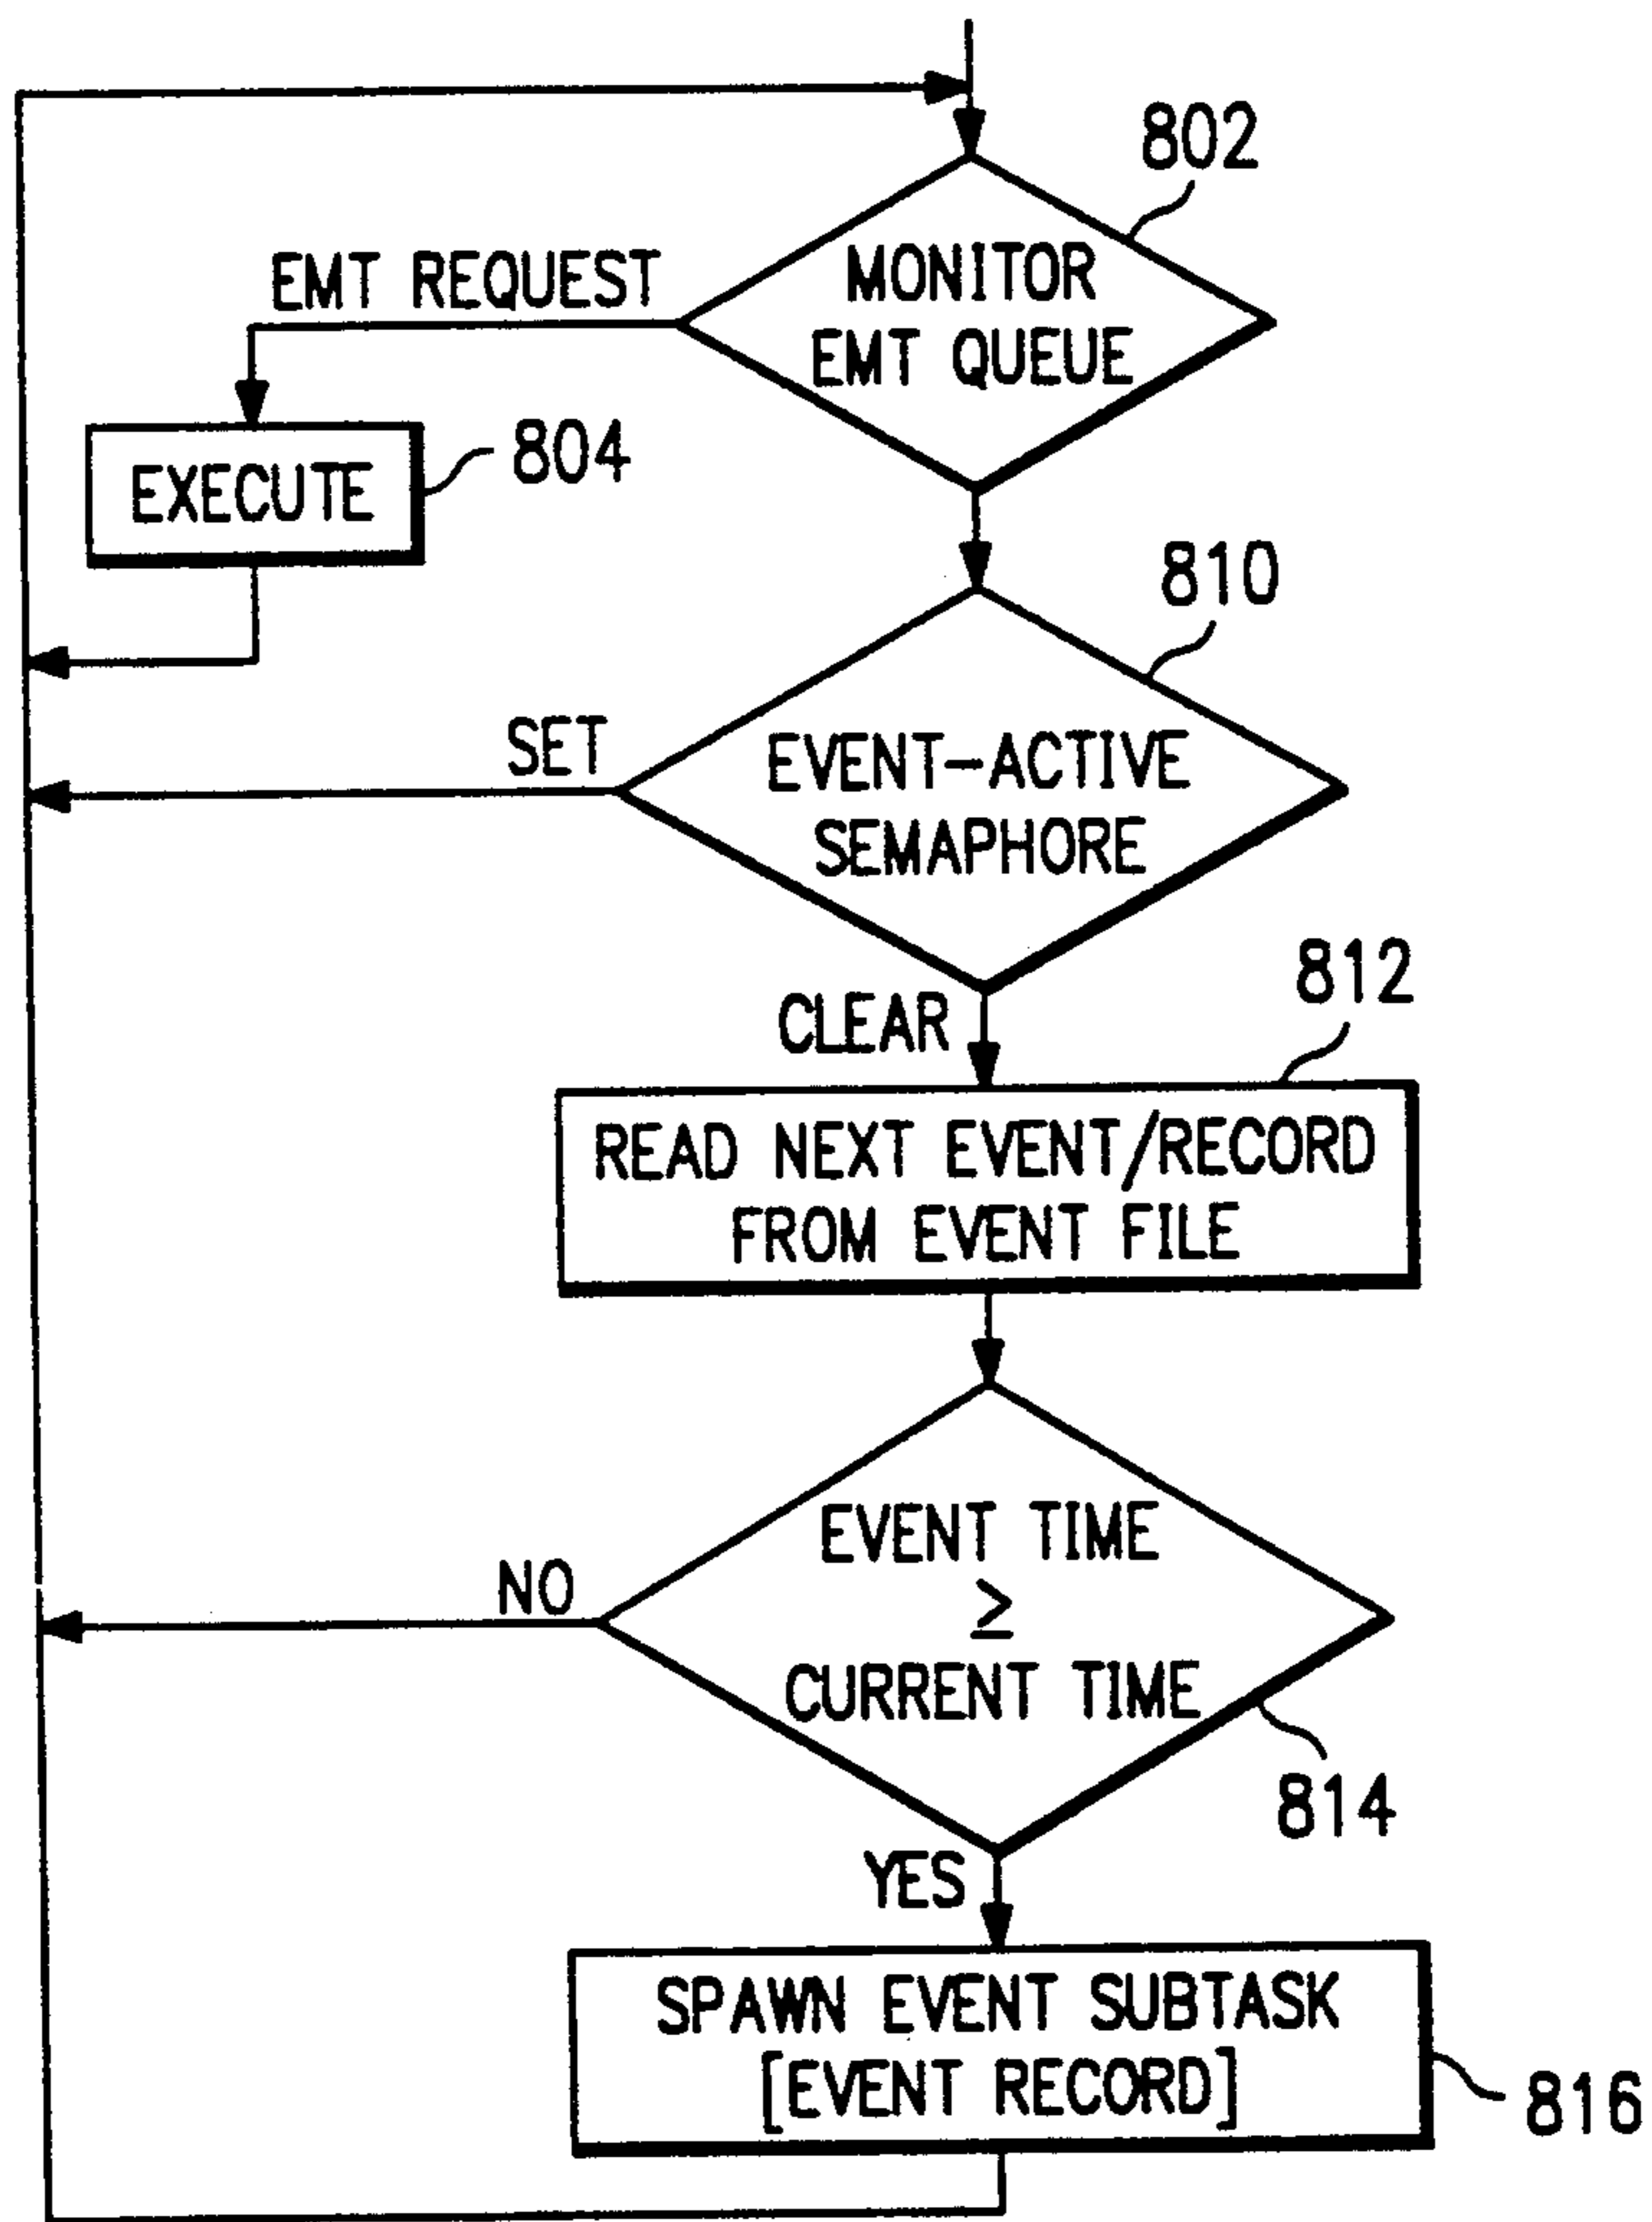 802
EMT REQUEST
MONITOR
EMT QUEUE
EXECUTE
804
810
SET
EVENT-ACTIVE
SEMAPHORE
CLEAR
812
READ NEXT EVENT/RECORD
FROM EVENT FILE
NO
EVENT TIME
≥
CURRENT TIME
814
YES
SPAWN EVENT SUBTASK
[EVENT RECORD]
816